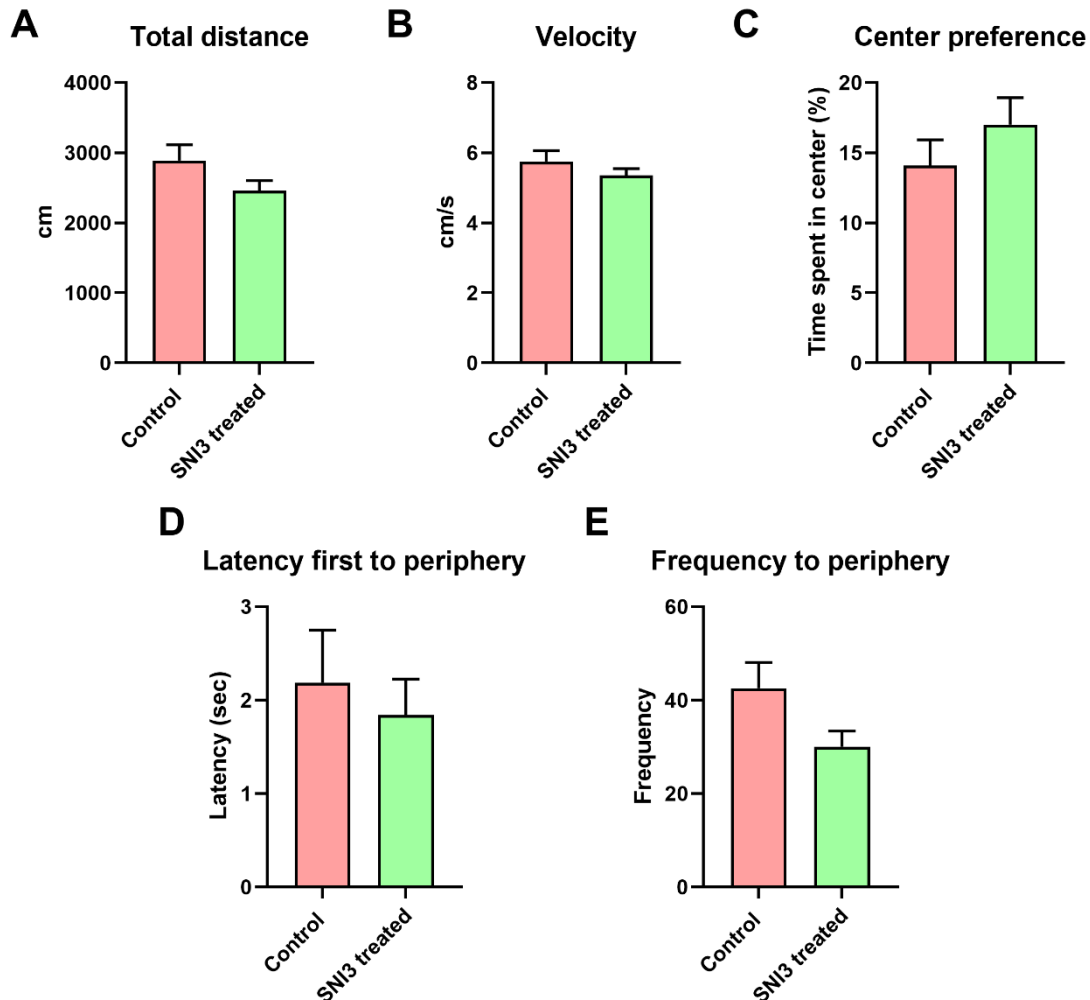 A
Total distance
cm
4000
3000
2000
1000
0
Control
SNI3 treated
B
Velocity
cm/s
8
6
4
2
0
Control
SNI3 treated
C
Center preference
Time spent in center (%)
20
15
10
5
0
Control
SNI3 treated
D
Latency first to periphery
Latency (sec)
3
2
1
0
Control
SNI3 treated
E
Frequency to periphery
Frequency
60
40
20
0
Control
SNI3 treated